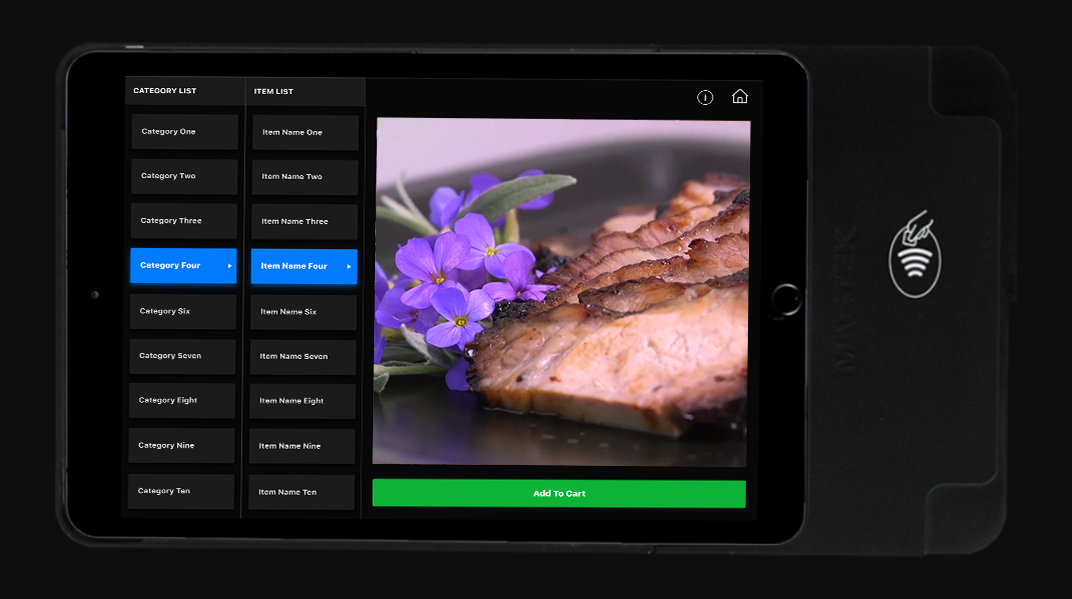 CATEGORY LIST
ITEM LIST
Category One
Item Name One
Category Two
Item Name Two
Category Three
Item Name Three
Category Four
Item Name Four
Category Six
Item Name Six
Category Seven
Item Name Seven
Category Eight
Item Name Eight
Category Nine
Item Name Nine
Category Ten
Item Name Ten
Add To Cart
MAGTEK